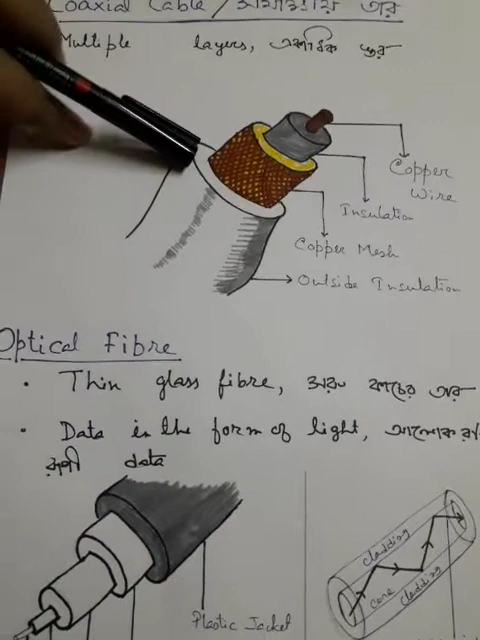 Coaxial Cable / সমাক্ষীয় তার
Multiple layers, একাধিক স্তর
Copper Wire
Insulation
Copper Mesh
Outside Insulation
Optical Fibre
· Thin glass fibre, সরু কাচের তার
· Data in the form of light, আলোক
রূপী data
Plastic Jacket
cladding
core
cladding